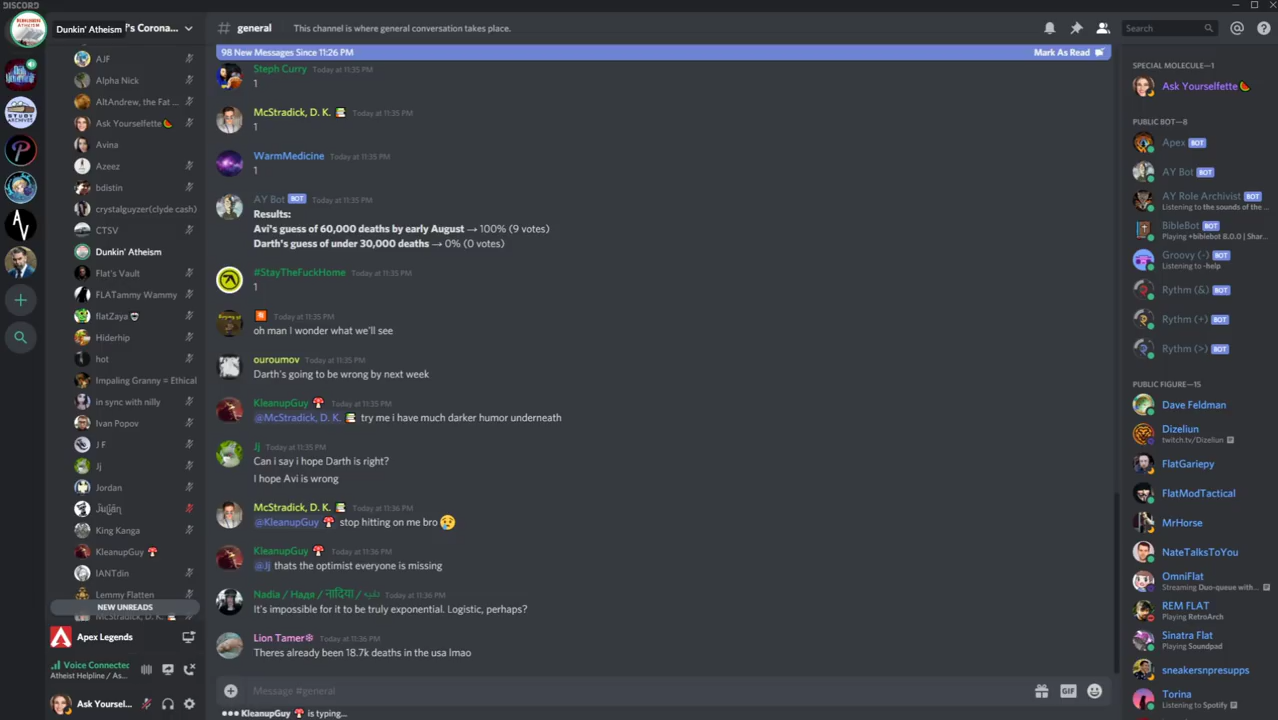 DISCORD
Dunkin' Atheism
's Corona...
# general
This channel is where general conversation takes place.
Search
AJF
Alpha Nick
AltAndrew, the Fat ...
Ask Yourselfette
Avina
Azeez
bdistin
crystalguyzer(clyde cash)
CTSV
Dunkin' Atheism
Flat's Vault
FLATammy Wammy
flatZaya
Hiderhip
hot
Impaling Granny = Ethical
in sync with nilly
Ivan Popov
J F
Jj
Jordan
King Kanga
KleanupGuy
IANTdin
Lemmy Flatten
NEW UNREADS
McStradick, D. K.
Apex Legends
Voice Connected
Atheist Helpline / As...
Ask Yoursel...
98 New Messages Since 11:26 PM
Mark As Read
Steph Curry Today at 11:35 PM
1
McStradick, D. K. Today at 11:35 PM
1
WarmMedicine Today at 11:35 PM
1
AY Bot BOT Today at 11:35 PM
Results:
Avi's guess of 60,000 deaths by early August → 100% (9 votes)
Darth's guess of under 30,000 deaths → 0% (0 votes)
#StayTheFuckHome Today at 11:35 PM
1
Today at 11:35 PM
oh man I wonder what we'll see
ouroumov Today at 11:35 PM
Darth's going to be wrong by next week
KleanupGuy Today at 11:35 PM
@McStradick, D. K. try me i have much darker humor underneath
Jj Today at 11:35 PM
Can i say i hope Darth is right?
I hope Avi is wrong
McStradick, D. K. Today at 11:36 PM
@KleanupGuy stop hitting on me bro
KleanupGuy Today at 11:36 PM
@Jj thats the optimist everyone is missing
Nadia / Надя / नादिया / Today at 11:36 PM
It's impossible for it to be truly exponential. Logistic, perhaps?
Lion Tamer Today at 11:36 PM
Theres already been 18.7k deaths in the usa lmao
Message #general
GIF
KleanupGuy is typing...
SPECIAL MOLECULE—1
Ask Yourselfette
PUBLIC BOT—8
Apex BOT
AY Bot BOT
AY Role Archivist BOT
Listening to the sounds of the ...
BibleBot BOT
Playing +biblebot 8.0.0 | Shar...
Groovy (-) BOT
Listening to -help
Rythm (&) BOT
Rythm (+) BOT
Rythm (>) BOT
PUBLIC FIGURE—15
Dave Feldman
Dizeliun
twitch.tv/Dizeliun
FlatGariepy
FlatModTactical
MrHorse
NateTalksToYou
OmniFlat
Streaming Duo-queue with...
REM FLAT
Playing RetroArch
Sinatra Flat
Playing Soundpad
sneakersnpresupps
Torina
Listening to Spotify